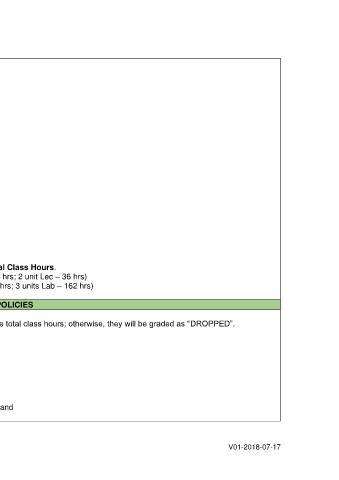 al Class Hours.
hrs; 2 unit Lec – 36 hrs)
hrs; 3 units Lab – 162 hrs)
OLICIES
e total class hours; otherwise, they will be graded as “DROPPED”.
and
V01-2018-07-17